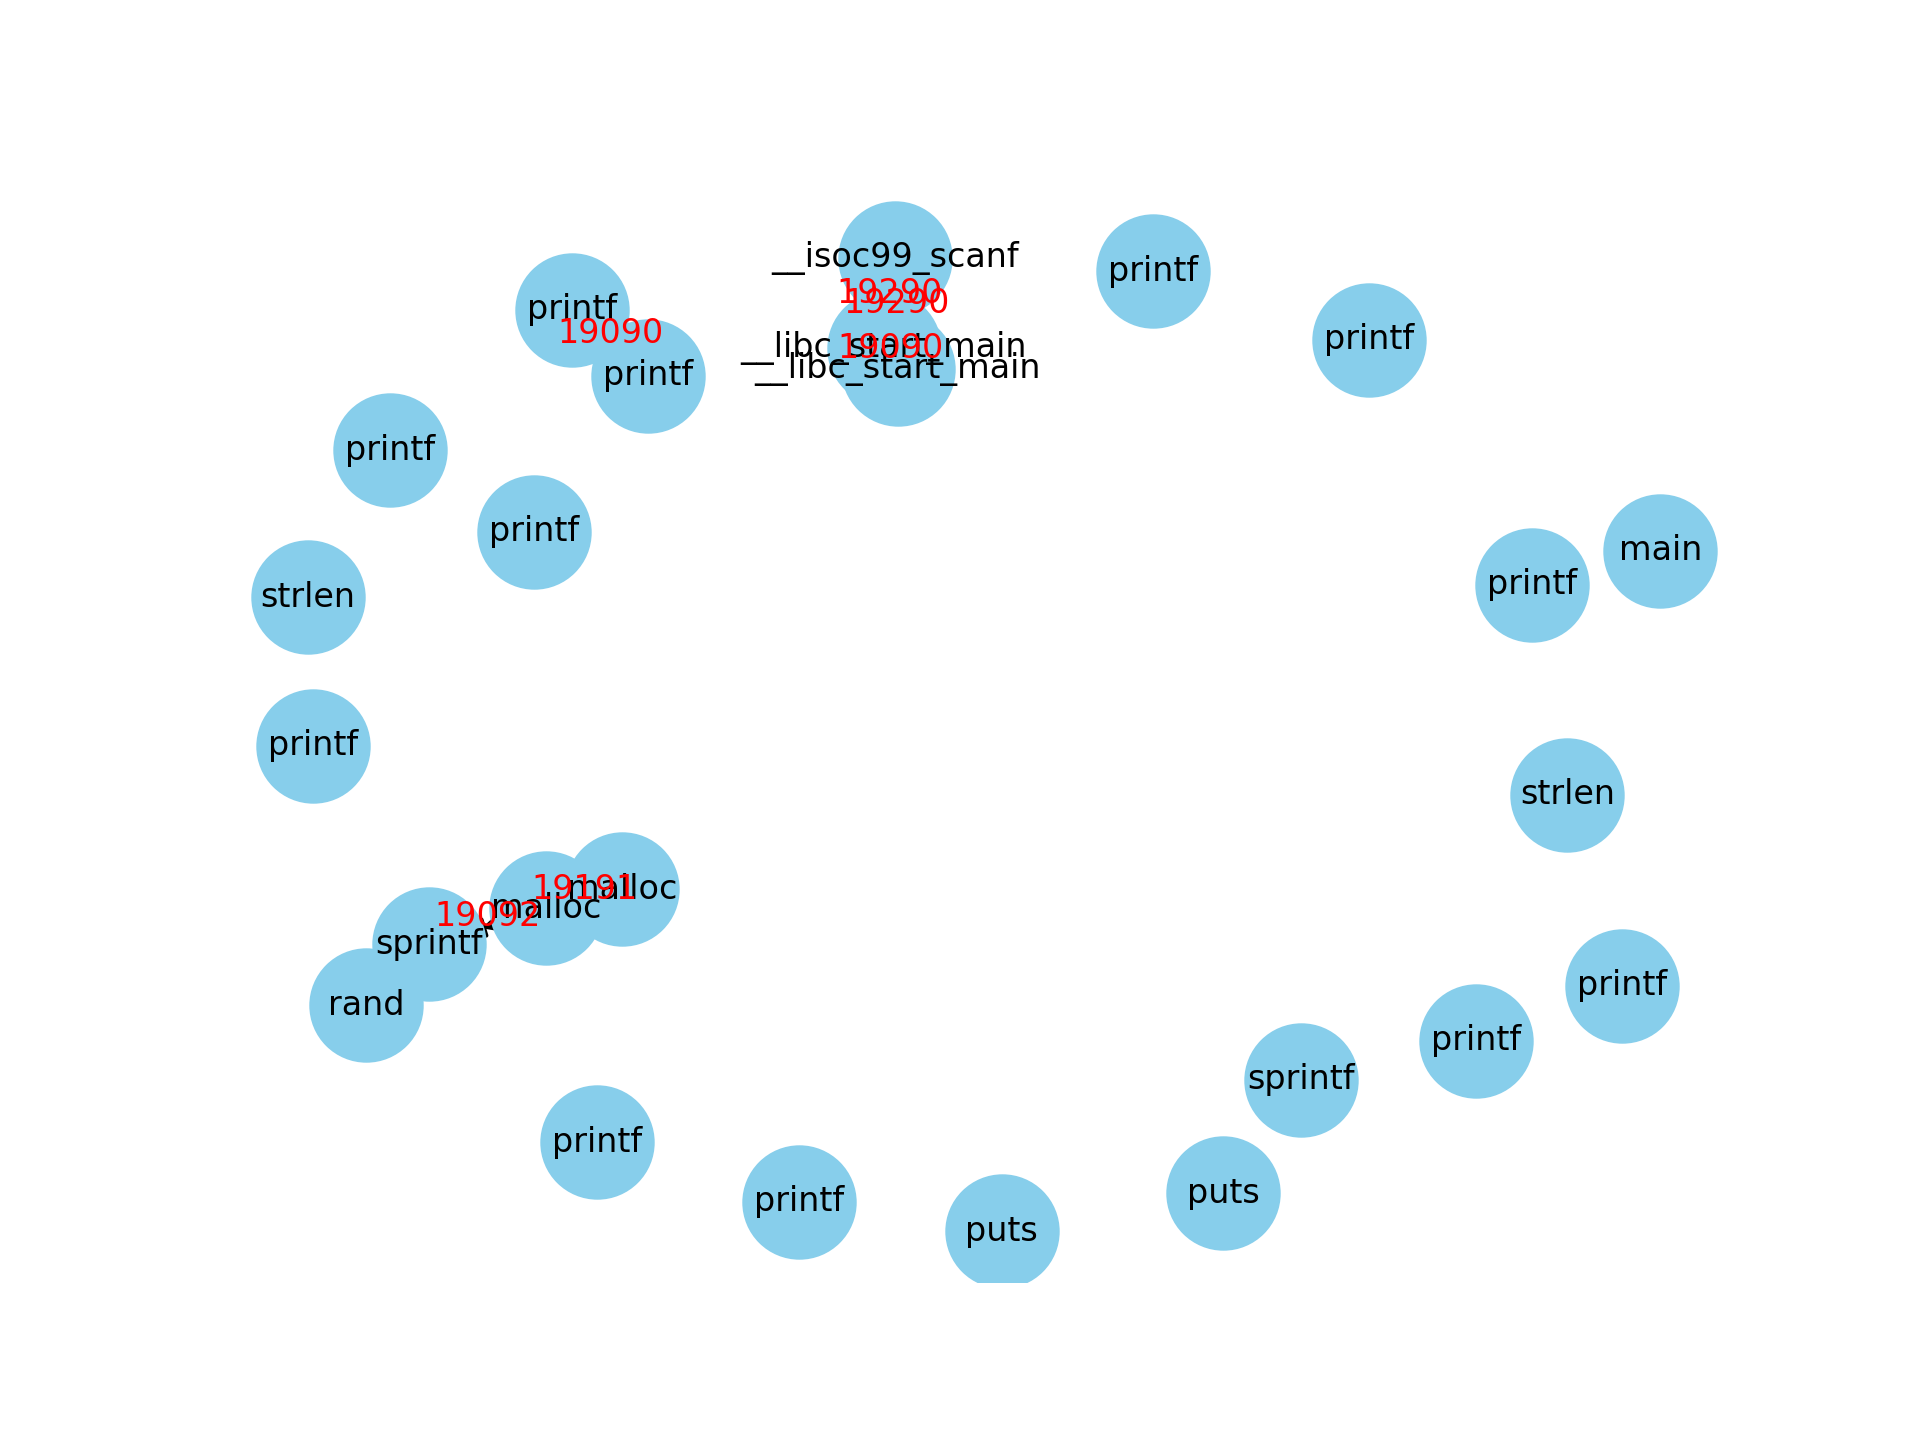 __isoc99_scanf
printf
19290
19290
printf
19090
printf
__libc_start_main
19090
__libc_start_main
printf
printf
printf
printf
main
printf
strlen
printf
strlen
malloc
19191
malloc
19092
sprintf
printf
rand
printf
sprintf
printf
puts
printf
puts